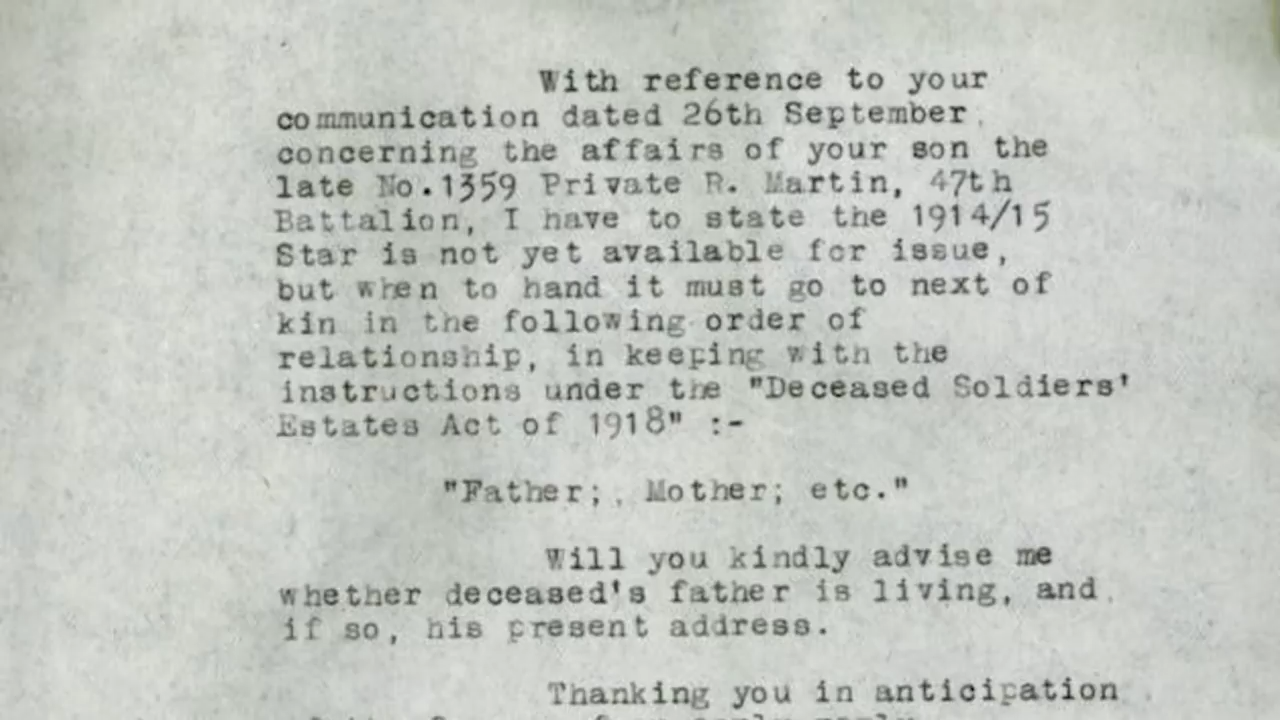 With reference to your
communication dated 26th September,
concerning the affairs of your son the
late No.1359 Private R. Martin, 47th
Battalion, I have to state the 1914/15
Star is not yet available for issue,
but when to hand it must go to next of
kin in the following order of
relationship, in keeping with the
instructions under the "Deceased Soldiers'
Estates Act of 1918" :-
"Father; Mother; etc."
Will you kindly advise me
whether deceased's father is living, and
if so, his present address.
Thanking you in anticipation